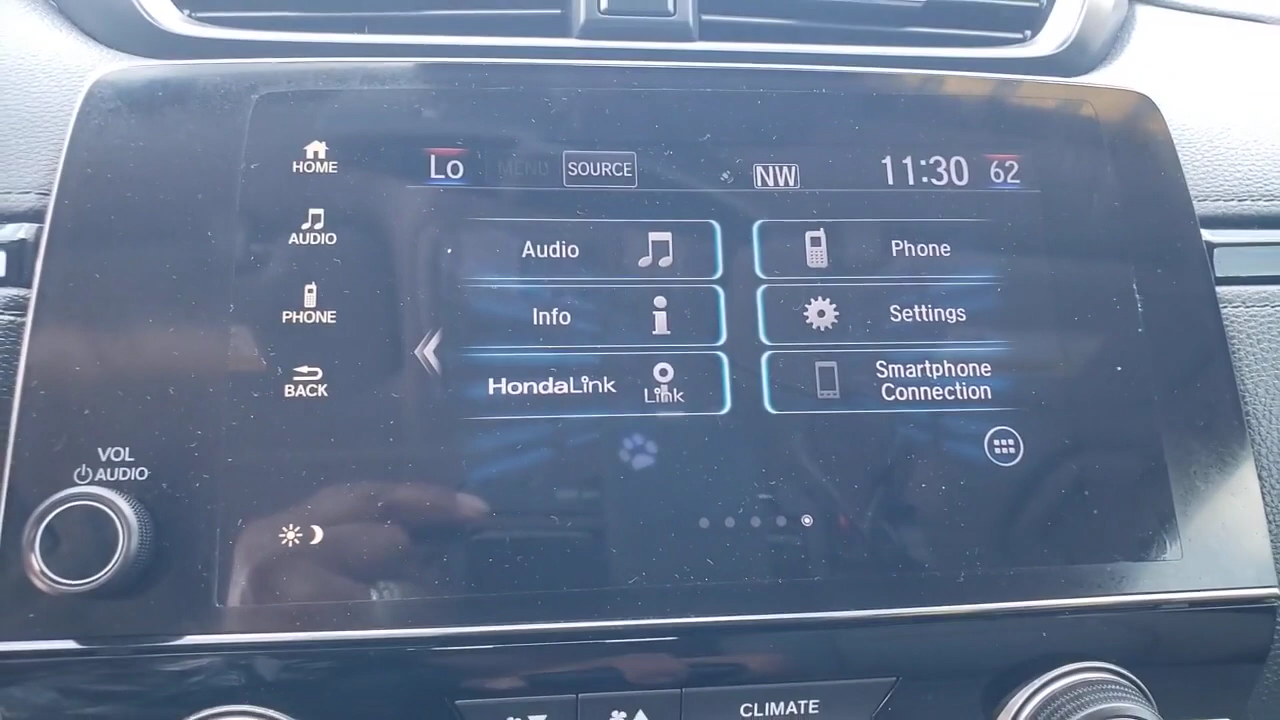 HOME
Lo MENU SOURCE NW 11:30 62
AUDIO
Audio
Phone
PHONE
Info
Settings
BACK
HondaLink
Link
Smartphone
Connection
VOL
AUDIO
CLIMATE